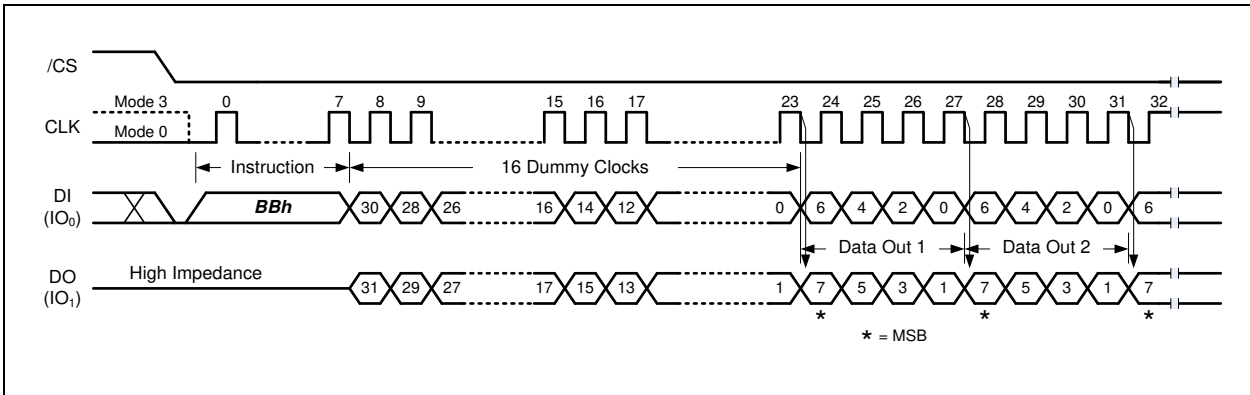 /CS
Mode 3 0 7 8 9 15 16 17 23 24 25 26 27 28 29 30 31 32
CLK Mode 0
Instruction 16 Dummy Clocks
DI
(IO0) BBh 30 28 26 16 14 12 0 6 4 2 0 6 4 2 0 6
Data Out 1 Data Out 2
High Impedance
DO
(IO1) 31 29 27 17 15 13 1 7 5 3 1 7 5 3 1 7
* * *
* = MSB